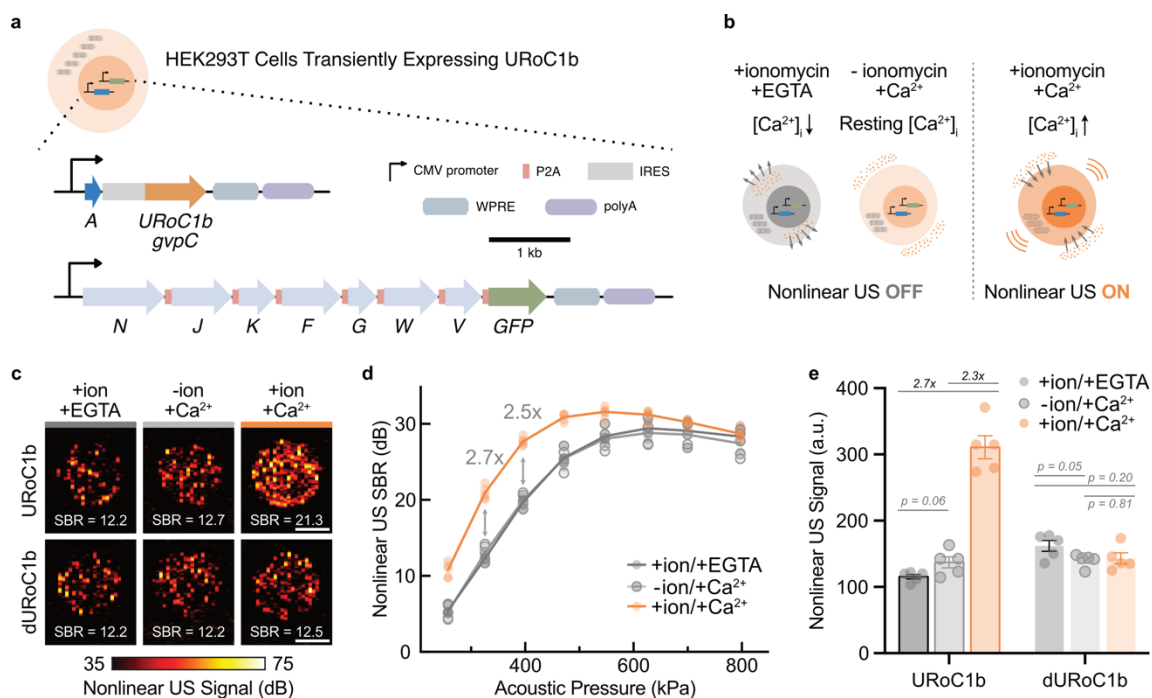 a
HEK293T Cells Transiently Expressing URoC1b
CMV promoter
P2A
IRES
WPRE
polyA
A
URoC1b
gvpC
1 kb
N J K F G W V GFP
b
+ionomycin
+EGTA
- ionomycin
+Ca²⁺
+ionomycin
+Ca²⁺
[Ca²⁺]ᵢ↓
Resting [Ca²⁺]ᵢ
[Ca²⁺]ᵢ↑
Nonlinear US OFF
Nonlinear US ON
c
+ion
+EGTA
-ion
+Ca²⁺
+ion
+Ca²⁺
URoC1b
SBR = 12.2
SBR = 12.7
SBR = 21.3
dURoC1b
SBR = 12.2
SBR = 12.2
SBR = 12.5
35
75
Nonlinear US Signal (dB)
d
Nonlinear US SBR (dB)
30
20
10
0
2.7x
2.5x
+ion/+EGTA
-ion/+Ca²⁺
+ion/+Ca²⁺
400 600 800
Acoustic Pressure (kPa)
e
Nonlinear US Signal (a.u.)
400
300
200
100
0
2.7x
2.3x
+ion/+EGTA
-ion/+Ca²⁺
+ion/+Ca²⁺
p = 0.06
p = 0.05
p = 0.20
p = 0.81
URoC1b
dURoC1b